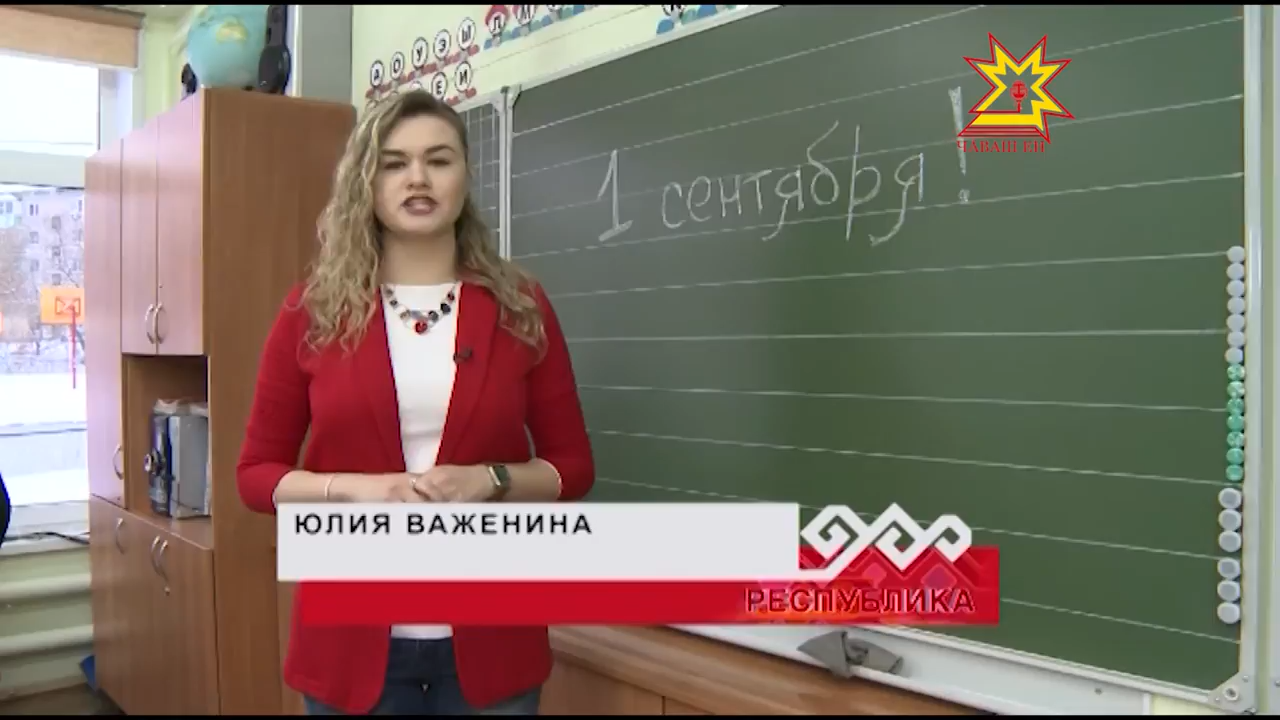 А О У Э Ы
Е И
1 сентября!
ЧĂВАШ ЕН
ЮЛИЯ ВАЖЕНИНА
РЕСПУБЛИКА